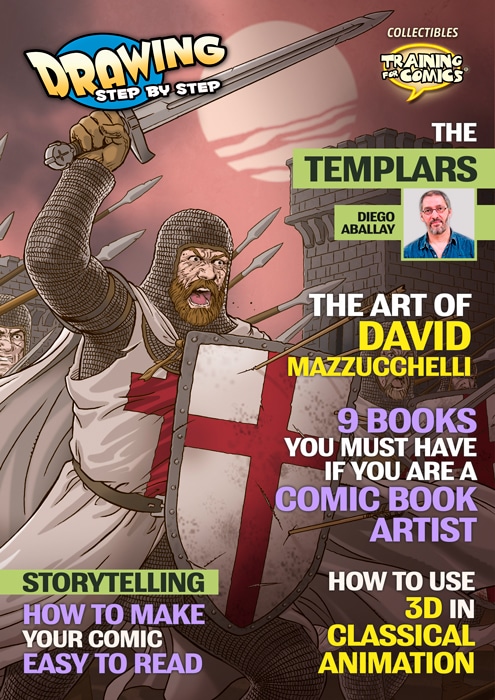 DRAWING
STEP BY STEP
COLLECTIBLES
TRAINING
FOR COMICS
THE
TEMPLARS
DIEGO
ABALLAY
THE ART OF
DAVID
MAZZUCCHELLI
9 BOOKS
YOU MUST HAVE
IF YOU ARE A
COMIC BOOK
ARTIST
STORYTELLING
HOW TO MAKE
YOUR COMIC
EASY TO READ
HOW TO USE
3D IN
CLASSICAL
ANIMATION